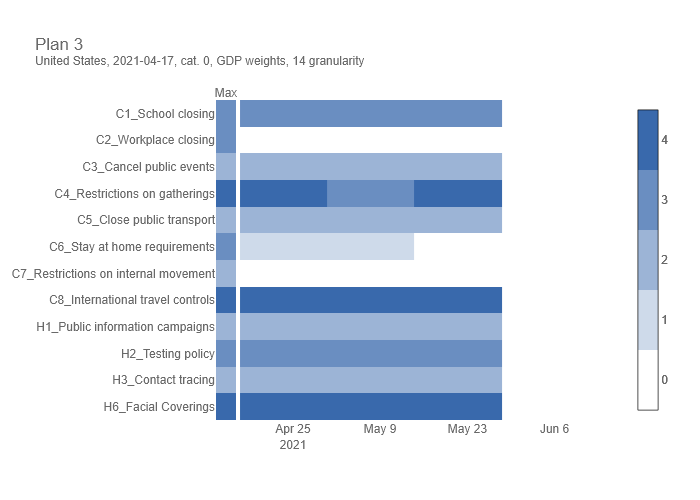 Plan 3
United States, 2021-04-17, cat. 0, GDP weights, 14 granularity
Max
C1_School closing
C2_Workplace closing
C3_Cancel public events
C4_Restrictions on gatherings
C5_Close public transport
C6_Stay at home requirements
C7_Restrictions on internal movement
C8_International travel controls
H1_Public information campaigns
H2_Testing policy
H3_Contact tracing
H6_Facial Coverings
Apr 25 May 9 May 23 Jun 6
2021
4
3
2
1
0